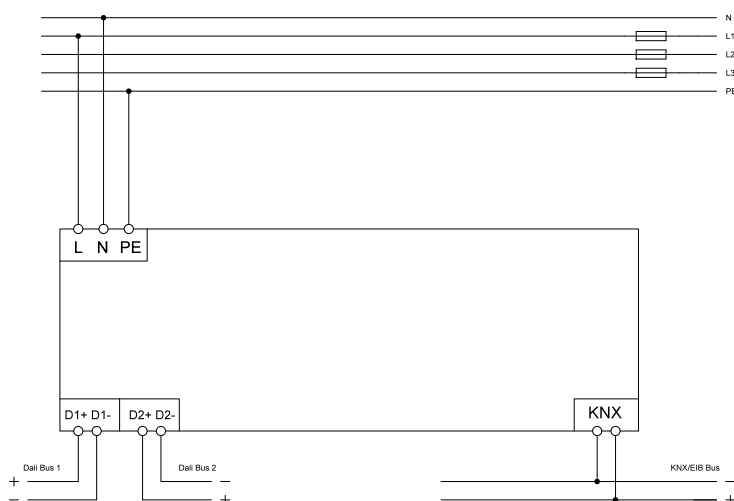 N
L1
L2
L3
PE
L N PE
D1+ D1- D2+ D2- KNX
Dali Bus 1 Dali Bus 2 KNX/EIB Bus
+ − −
− + +